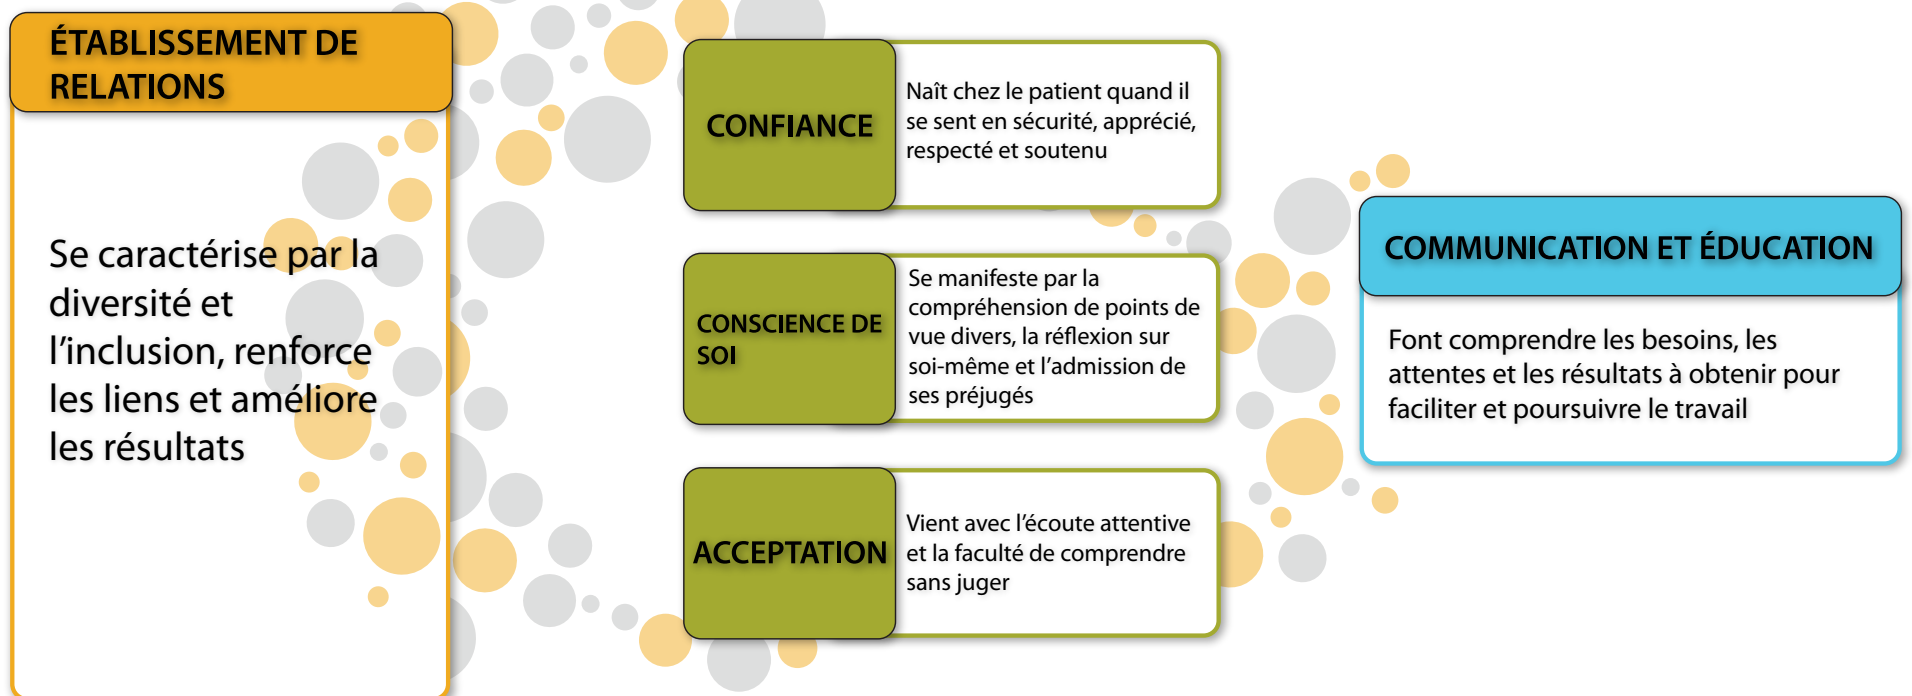 ÉTABLISSEMENT DE
RELATIONS
Se caractérise par la
diversité et
l’inclusion, renforce
les liens et améliore
les résultats
CONFIANCE
Naît chez le patient quand il
se sent en sécurité, apprécié,
respecté et soutenu
CONSCIENCE DE
SOI
Se manifeste par la
compréhension de points de
vue divers, la réflexion sur
soi-même et l’admission de
ses préjugés
ACCEPTATION
Vient avec l’écoute attentive
et la faculté de comprendre
sans juger
COMMUNICATION ET ÉDUCATION
Font comprendre les besoins, les
attentes et les résultats à obtenir pour
faciliter et poursuivre le travail